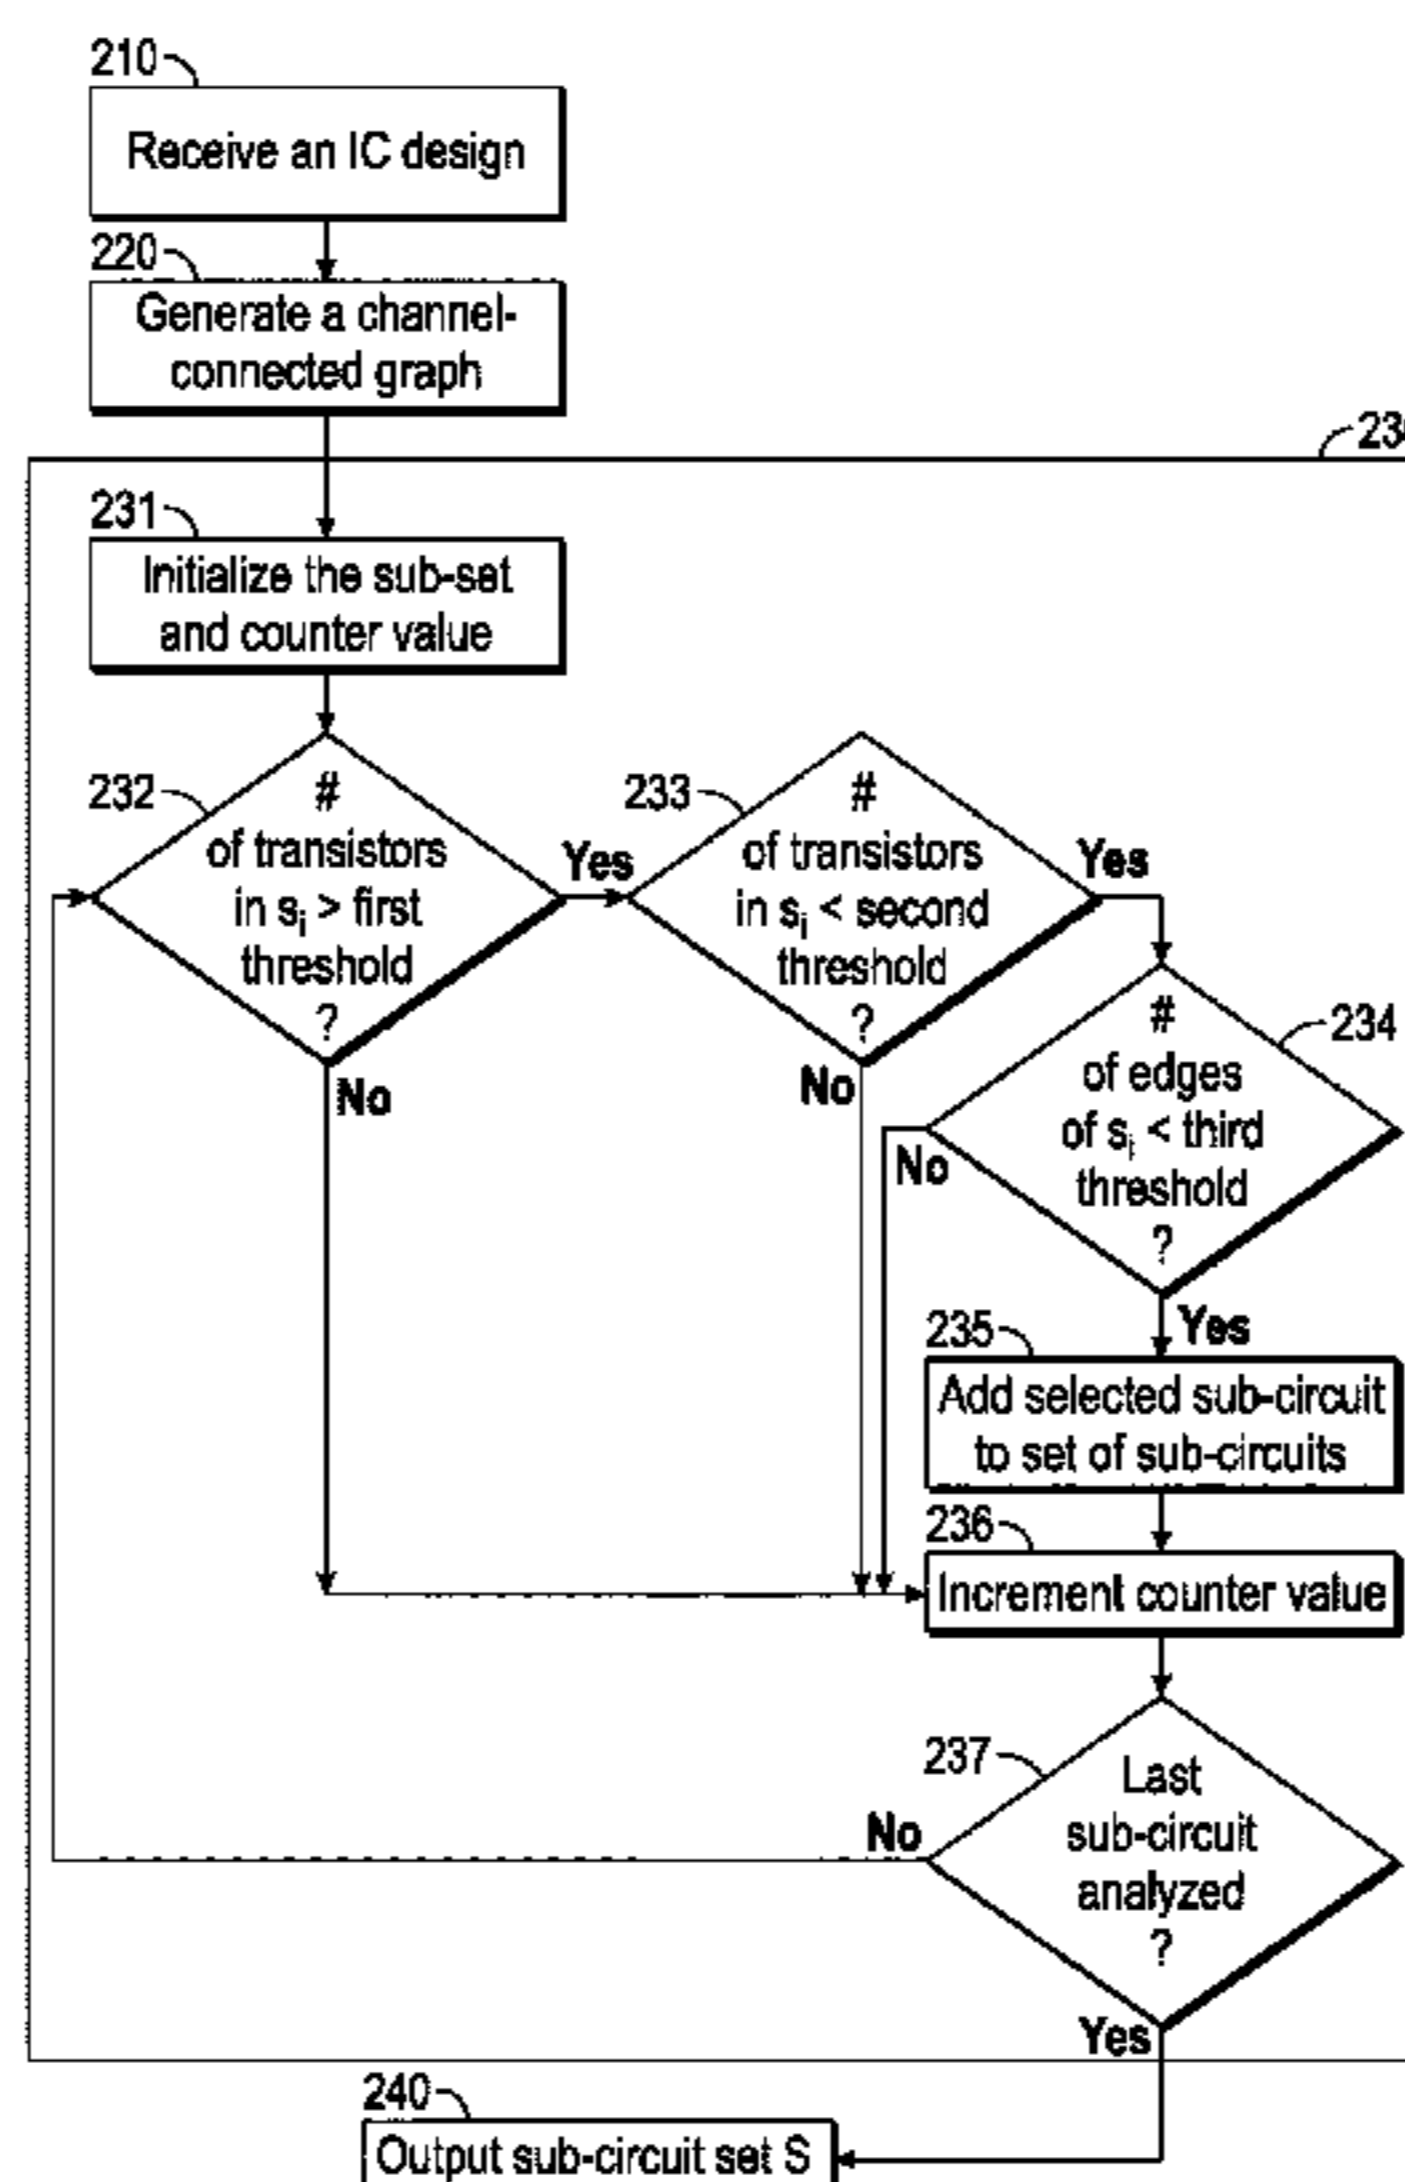 210
Receive an IC design
220
Generate a channel-
connected graph
231
Initialize the sub-set
and counter value
232
#
of transistors
in si > first
threshold
?
Yes
No
233
#
of transistors
in si < second
threshold
?
Yes
No
234
#
of edges
of si < third
threshold
?
No
Yes
235
Add selected sub-circuit
to set of sub-circuits
236
Increment counter value
237
Last
sub-circuit
analyzed
?
No
Yes
240
Output sub-circuit set S